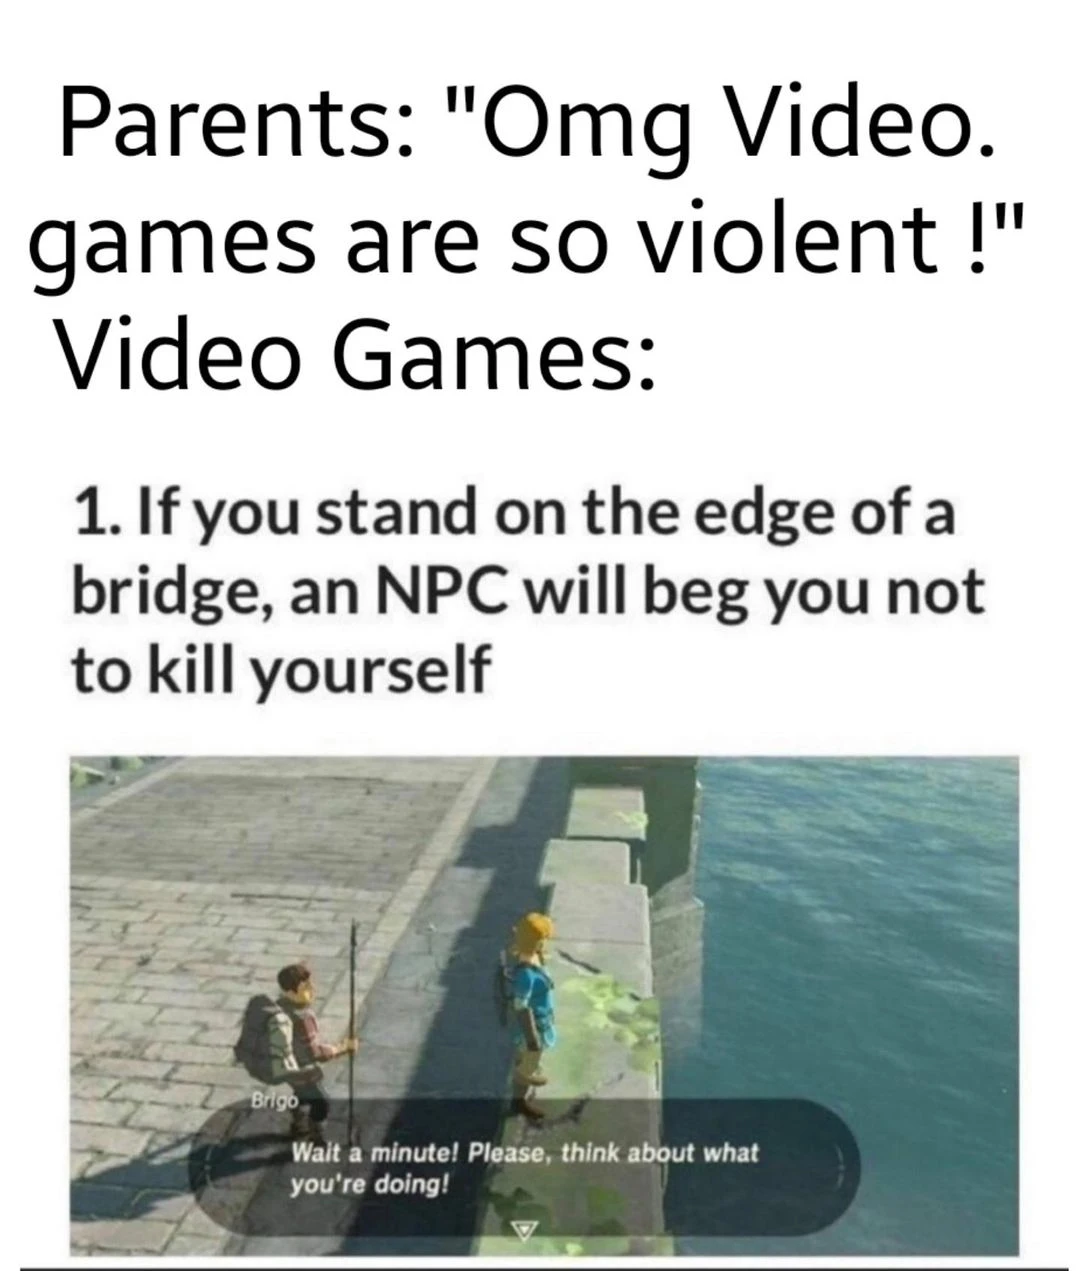 Parents: "Omg Video.
games are so violent !"
Video Games:
1. If you stand on the edge of a
bridge, an NPC will beg you not
to kill yourself
Brigo
Wait a minute! Please, think about what
you're doing!